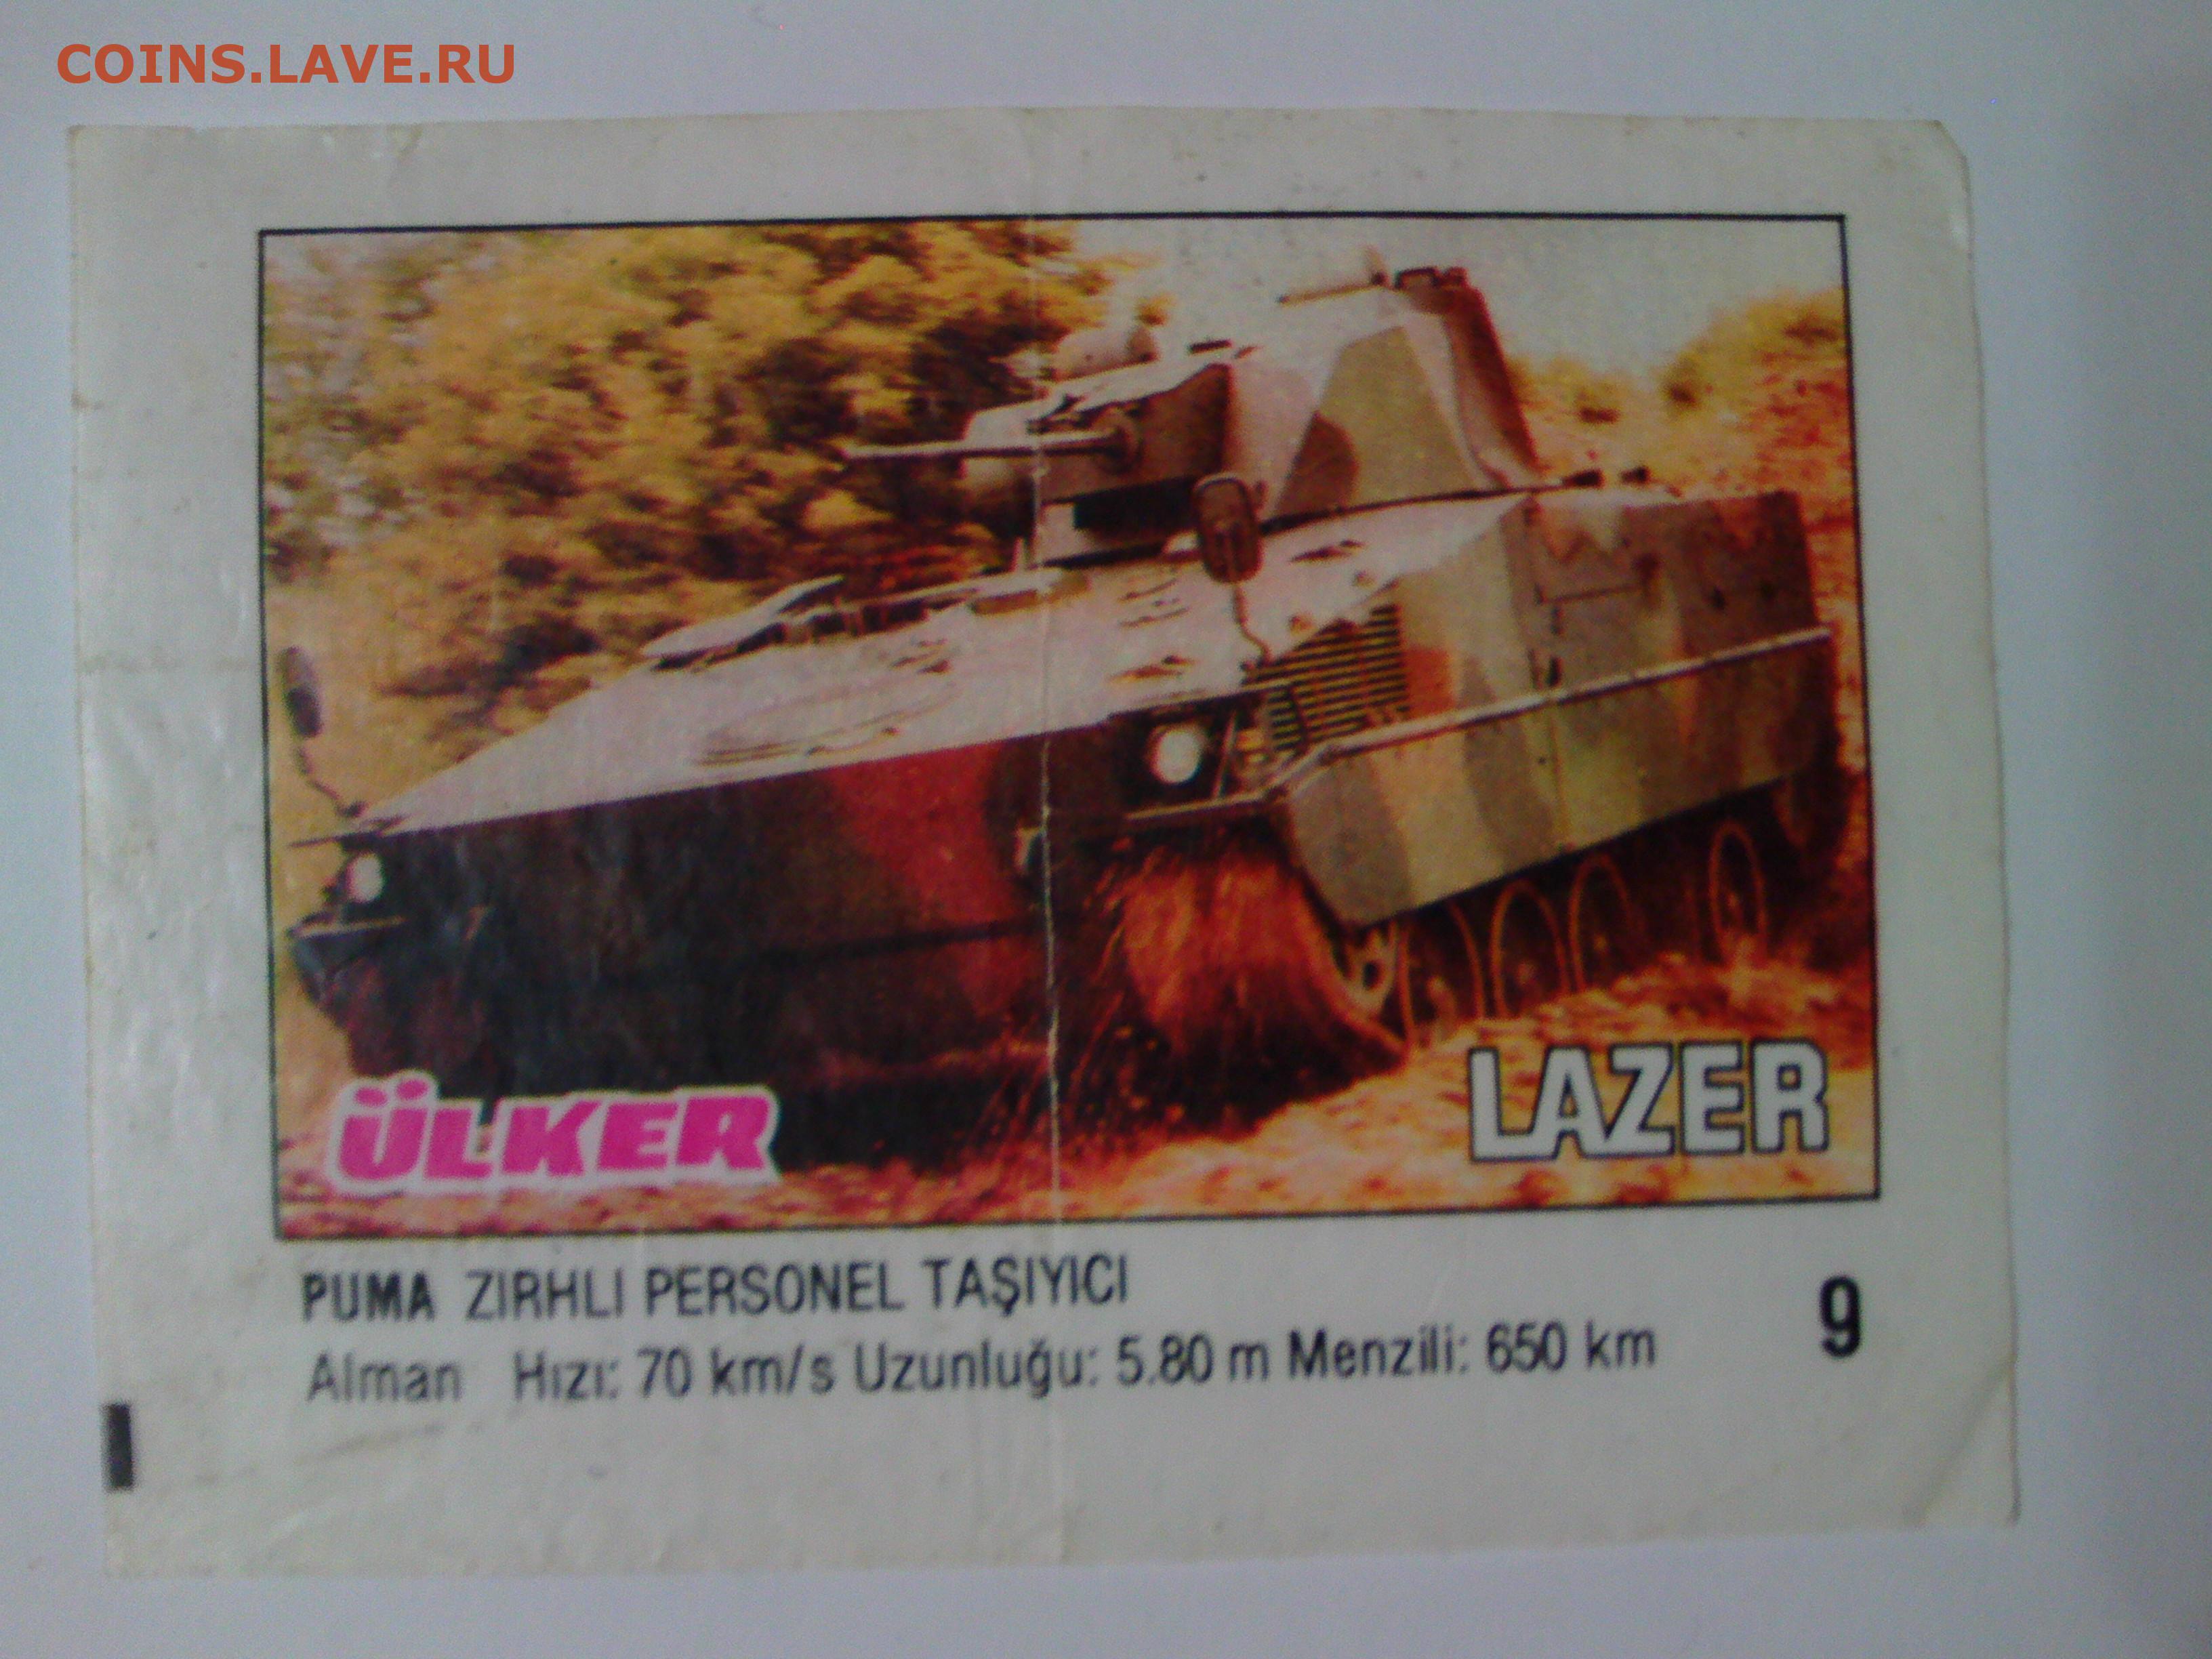 COINS.LAVE.RU
ÜLKER
LAZER
PUMA ZIRHLI PERSONEL TAŞIYICI
Alman Hızı: 70 km/s Uzunluğu: 5.80 m Menzili: 650 km
9